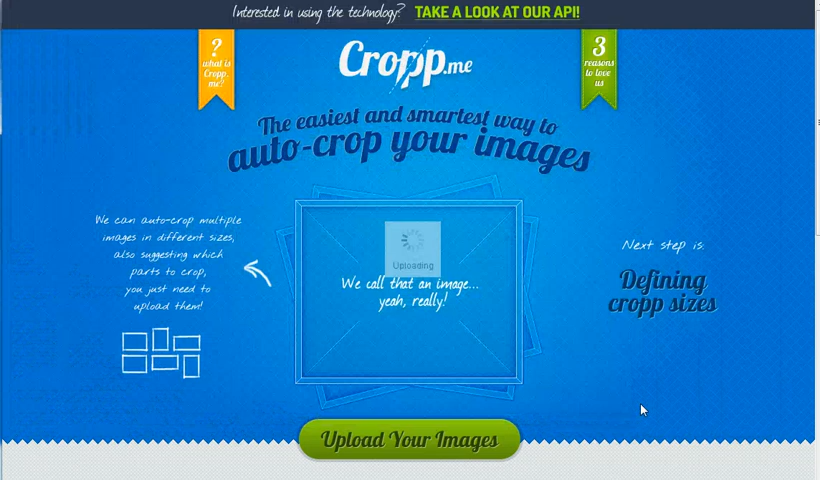 Interested in using the technology? TAKE A LOOK AT OUR API!
?
what is
Cropp.
me?
Cropp.me
3
reasons
to love
us
The easiest and smartest way to
auto-crop your images
We can auto-crop multiple
images in different sizes,
also suggesting which
parts to crop,
you just need to
upload them!
Uploading
We call that an image...
yeah, really!
Next step is:
Defining
cropp sizes
Upload Your Images